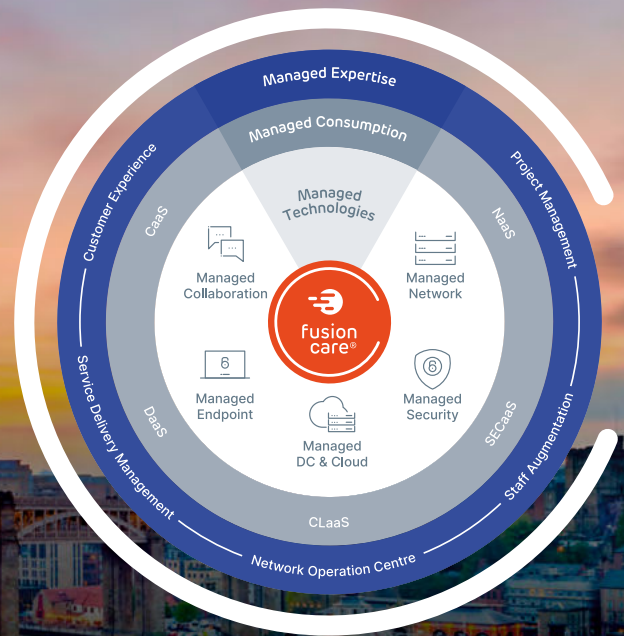 Managed Expertise
Managed Consumption
Managed
Technologies
Customer Experience
Project Management
CaaS
NaaS
Managed
Collaboration
Managed
Network
fusion
care®
6
Managed
Endpoint
6
Managed
Security
Managed
DC & Cloud
DaaS
SECaaS
CLaaS
Service Delivery Management
Staff Augmentation
Network Operation Centre